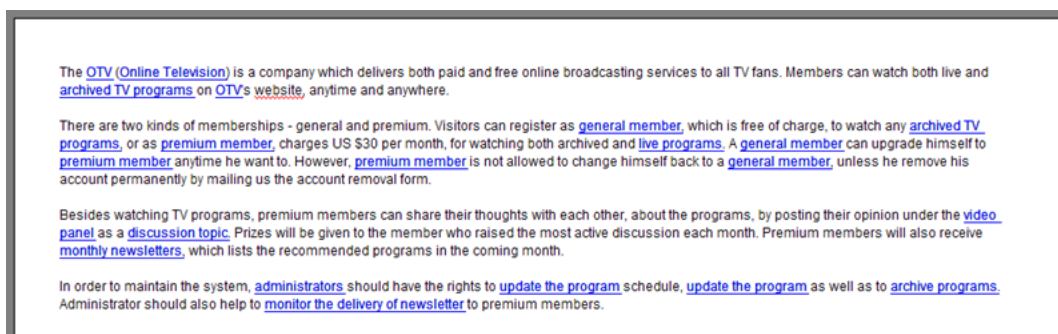 The OTV (Online Television) is a company which delivers both paid and free online broadcasting services to all TV fans. Members can watch both live and
archived TV programs on OTV's website, anytime and anywhere.
There are two kinds of memberships - general and premium. Visitors can register as general member, which is free of charge, to watch any archived TV
programs, or as premium member, charges US $30 per month, for watching both archived and live programs. A general member can upgrade himself to
premium member anytime he want to. However, premium member is not allowed to change himself back to a general member, unless he remove his
account permanently by mailing us the account removal form.
Besides watching TV programs, premium members can share their thoughts with each other, about the programs, by posting their opinion under the video
panel as a discussion topic. Prizes will be given to the member who raised the most active discussion each month. Premium members will also receive
monthly newsletters, which lists the recommended programs in the coming month.
In order to maintain the system, administrators should have the rights to update the program schedule, update the program as well as to archive programs.
Administrator should also help to monitor the delivery of newsletter to premium members.